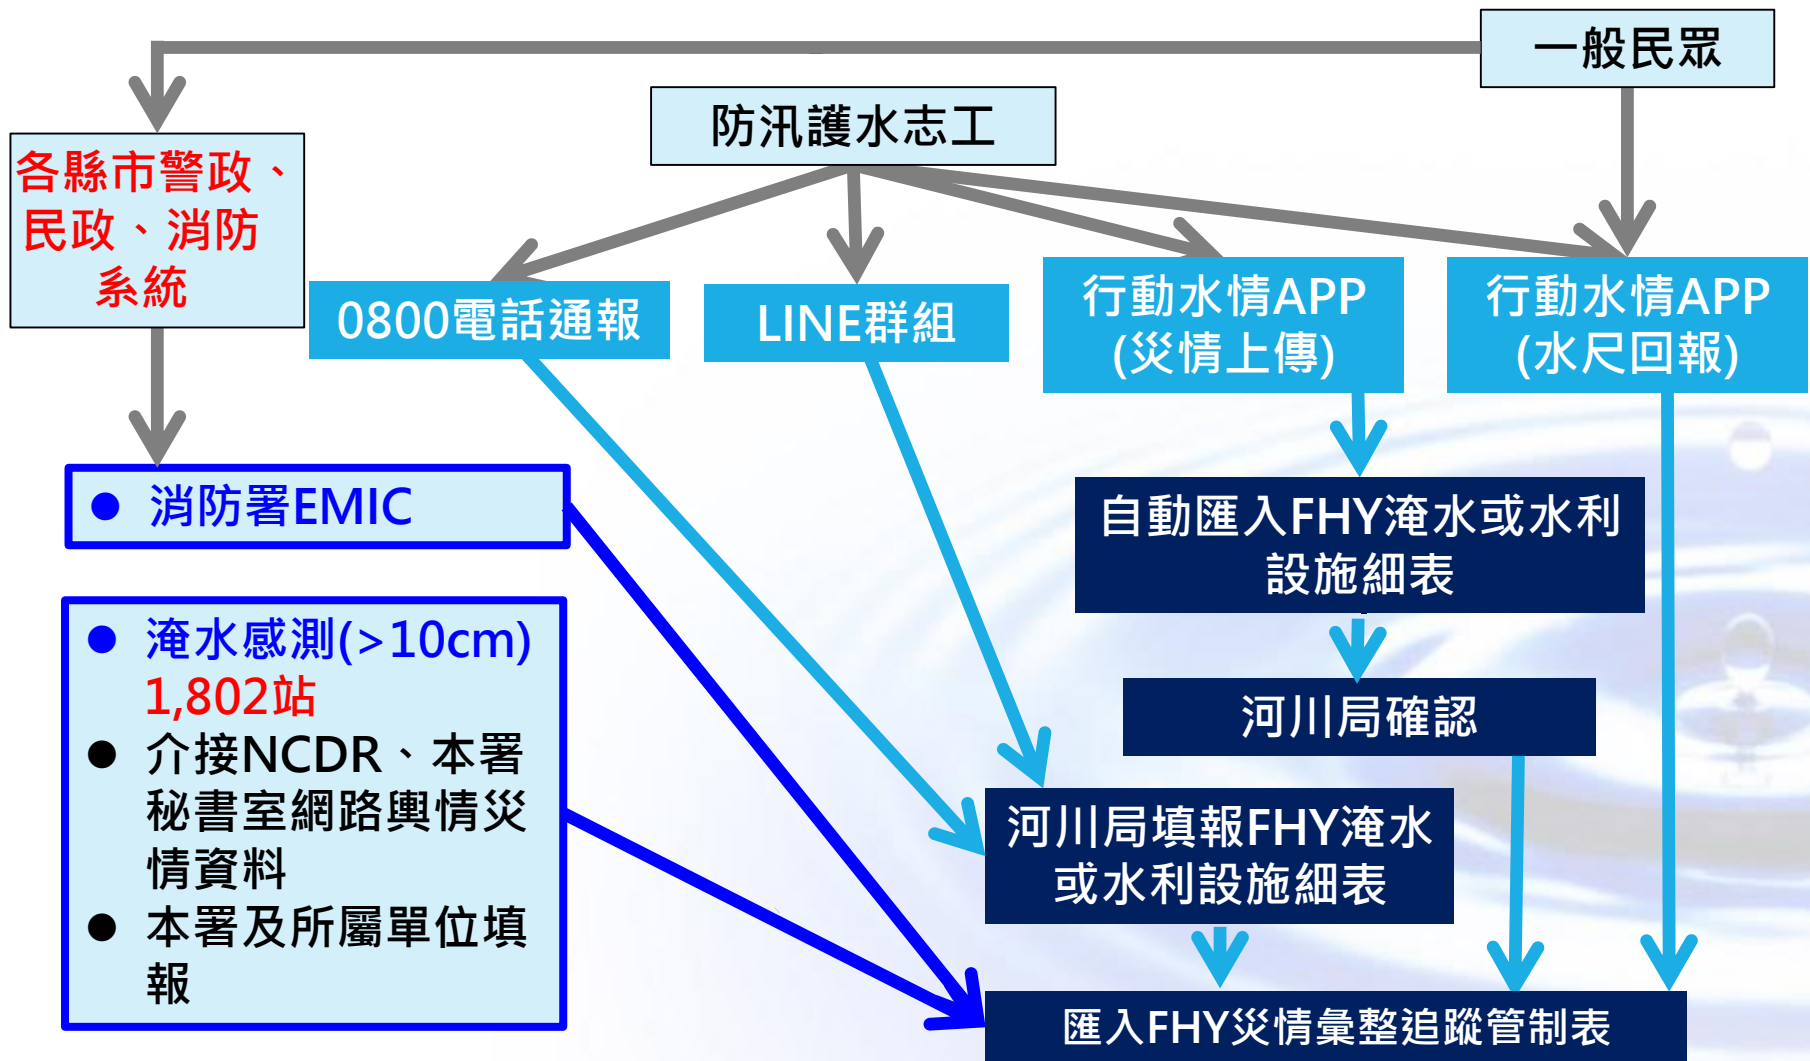 一般民眾
防汛護水志工
各縣市警政、
民政、消防
系統
0800電話通報
LINE群組
行動水情APP
(災情上傳)
行動水情APP
(水尺回報)
● 消防署EMIC
自動匯入FHY淹水或水利
設施細表
● 淹水感測(>10cm)
1,802站
● 介接NCDR、本署
秘書室網路輿情災
情資料
● 本署及所屬單位填
報
河川局確認
河川局填報FHY淹水
或水利設施細表
匯入FHY災情彙整追蹤管制表